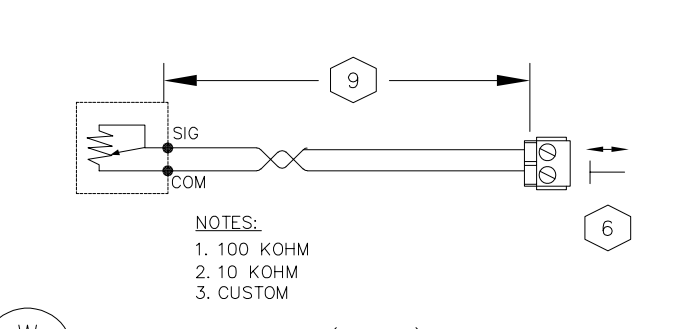 9
SIG
COM
6
NOTES:
1. 100 KOHM
2. 10 KOHM
3. CUSTOM